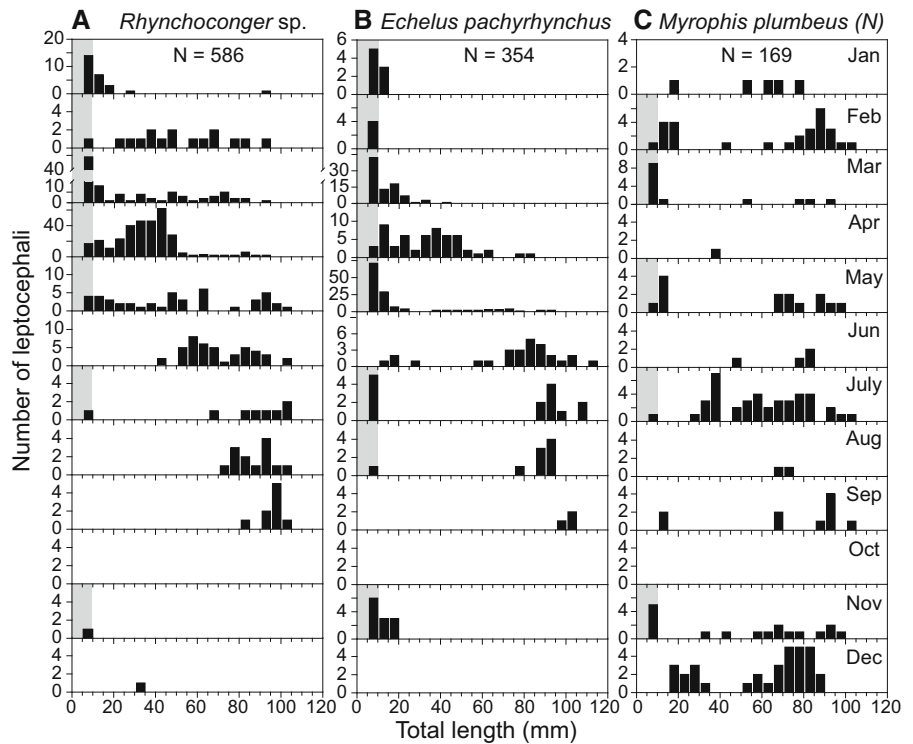 A Rhynchoconger sp. B Echelus pachyrhynchus C Myrophis plumbeus (N)
N = 586 N = 354 N = 169
Number of leptocephali
20 10 0 6 4 2 0 4 2 0 Jan
4 2 0 4 2 0 4 2 0 Feb
40 10 0 30 15 0 8 4 0 Mar
40 0 10 5 0 4 2 0 Apr
10 5 0 50 25 0 4 2 0 May
10 5 0 6 3 0 4 2 0 Jun
4 2 0 4 2 0 4 2 0 July
4 2 0 4 2 0 4 2 0 Aug
4 2 0 4 2 0 4 2 0 Sep
4 2 0 4 2 0 4 2 0 Oct
4 2 0 4 2 0 4 2 0 Nov
4 2 0 4 2 0 4 2 0 Dec
0 20 40 60 80 100 120 0 20 40 60 80 100 120 0 20 40 60 80 100 120
Total length (mm)